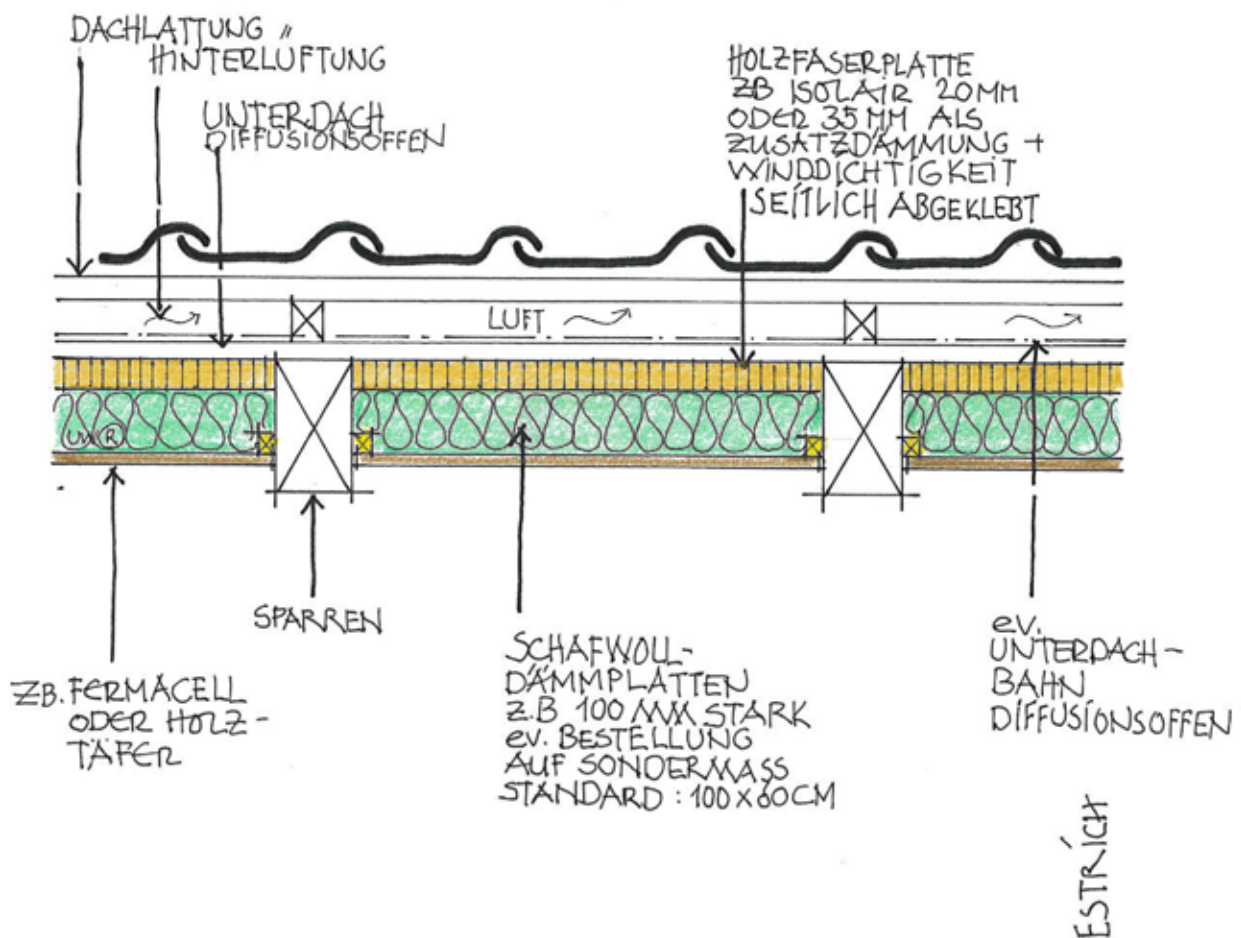 DACHLATTUNG "
HINTERLUFTUNG
UNTERDACH
DIFFUSIONSOFFEN
HOLZFASERPLATTE
ZB ISOLAIR 20MM
ODER 35MM ALS
ZUSATZDÄMMUNG +
WINDDICHTIGKEIT
SEITLICH ABGEKLEBT
LUFT
R
SPARREN
ZB. FERMACELL
ODER HOLZ-
TÄFER
SCHAFWOLL-
DÄMMPLATTEN
Z.B 100 MM STARK
ev. BESTELLUNG
AUF SONDERMASS
STANDARD : 100 X 60 CM
ev.
UNTERDACH-
BAHN
DIFFUSIONSOFFEN
ESTRICH